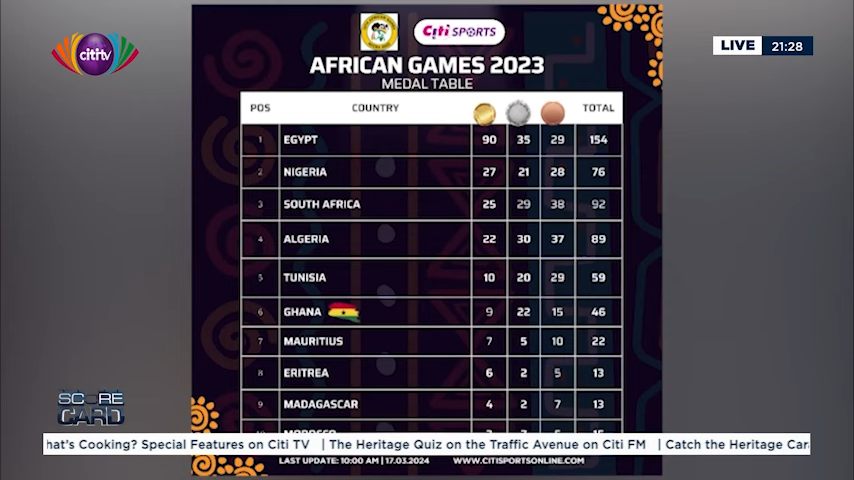 citi tv
Citi SPORTS
LIVE 21:28
AFRICAN GAMES 2023
MEDAL TABLE
POS COUNTRY TOTAL
1 EGYPT 90 35 29 154
2 NIGERIA 27 21 28 76
3 SOUTH AFRICA 25 29 38 92
4 ALGERIA 22 30 37 89
5 TUNISIA 10 20 29 59
6 GHANA 9 22 15 46
7 MAURITIUS 7 5 10 22
8 ERITREA 6 2 5 13
9 MADAGASCAR 4 2 7 13
SCORE
CARD
hat's Cooking? Special Features on Citi TV | The Heritage Quiz on the Traffic Avenue on Citi FM | Catch the Heritage Car
LAST UPDATE: 10:00 AM | 17.03.2024 WWW.CITISPORTSONLINE.COM